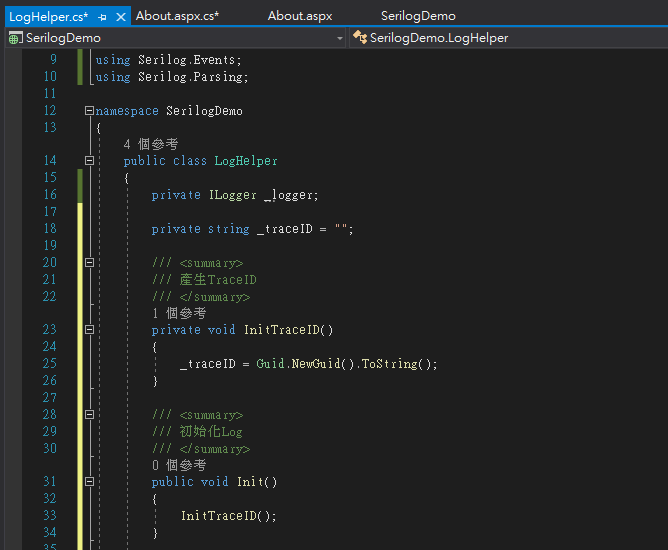 LogHelper.cs* About.aspx.cs* About.aspx SerilogDemo
SerilogDemo SerilogDemo.LogHelper
9 using Serilog.Events;
10 using Serilog.Parsing;
11
12 namespace SerilogDemo
13 {
4 個參考
14 public class LogHelper
15 {
16 private ILogger _logger;
17
18 private string _traceID = "";
19
20 /// <summary>
21 /// 產生TraceID
22 /// </summary>
1 個參考
23 private void InitTraceID()
24 {
25 _traceID = Guid.NewGuid().ToString();
26 }
27
28 /// <summary>
29 /// 初始化Log
30 /// </summary>
0 個參考
31 public void Init()
32 {
33 InitTraceID();
34 }
35